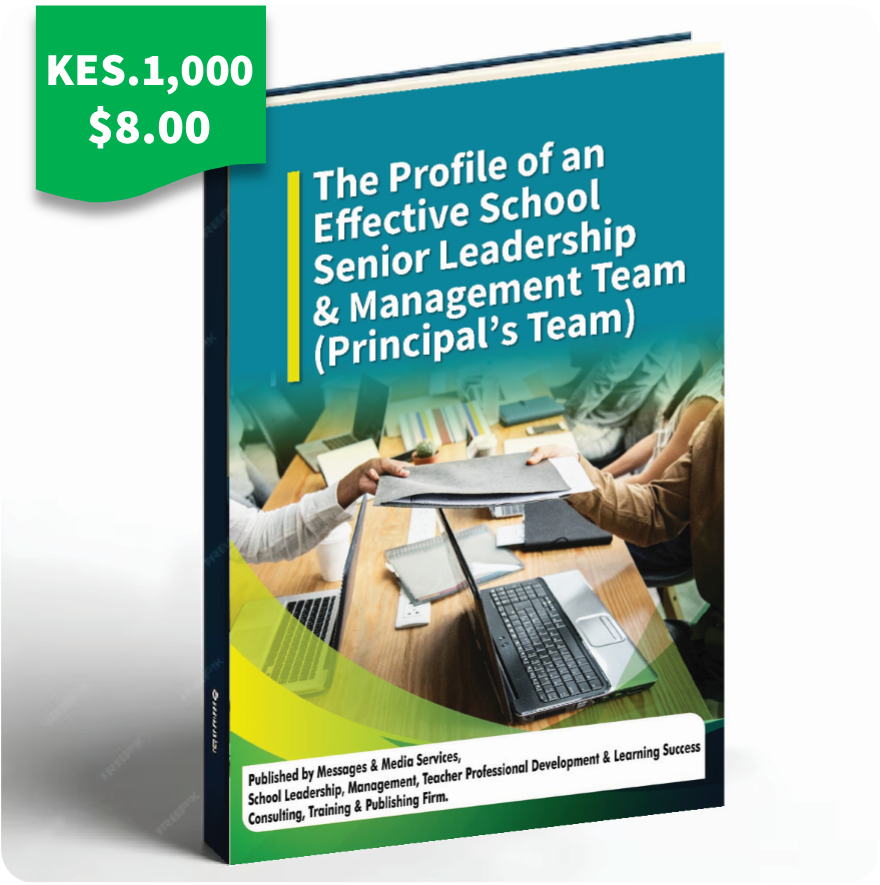 KES.1,000
$8.00
The Profile of an
Effective School
Senior Leadership
& Management Team
(Principal's Team)
Published by Messages & Media Services,
School Leadership, Management, Teacher Professional Development & Learning Success
Consulting, Training & Publishing Firm.